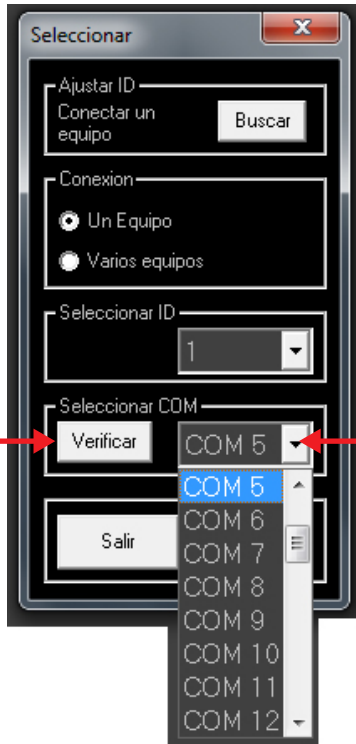 Seleccionar
Ajustar ID
Conectar un
equipo
Buscar
Conexion
Un Equipo
Varios equipos
Seleccionar ID
1
Seleccionar COM
Verificar
COM 5
COM 5
COM 6
COM 7
Salir
COM 8
COM 9
COM 10
COM 11
COM 12